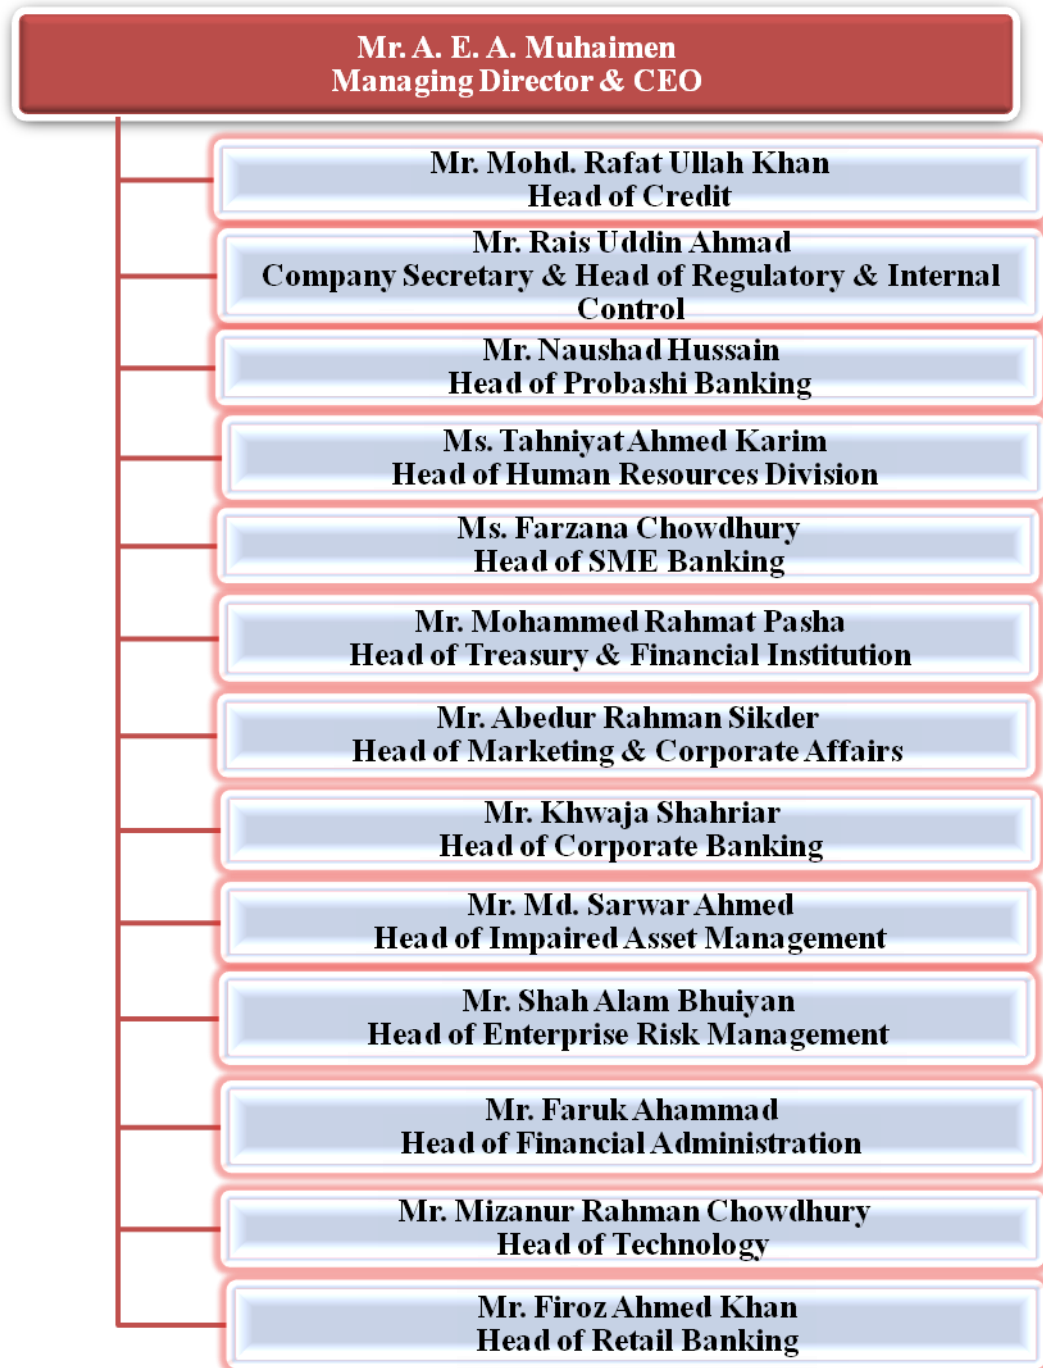 Mr. A. E. A. Muhaimen
Managing Director & CEO
Mr. Mohd. Rafat Ullah Khan
Head of Credit
Mr. Rais Uddin Ahmad
Company Secretary & Head of Regulatory & Internal
Control
Mr. Naushad Hussain
Head of Probashi Banking
Ms. Tahniyat Ahmed Karim
Head of Human Resources Division
Ms. Farzana Chowdhury
Head of SME Banking
Mr. Mohammed Rahmat Pasha
Head of Treasury & Financial Institution
Mr. Abedur Rahman Sikder
Head of Marketing & Corporate Affairs
Mr. Khwaja Shahriar
Head of Corporate Banking
Mr. Md. Sarwar Ahmed
Head of Impaired Asset Management
Mr. Shah Alam Bhuiyan
Head of Enterprise Risk Management
Mr. Faruk Ahammad
Head of Financial Administration
Mr. Mizanur Rahman Chowdhury
Head of Technology
Mr. Firoz Ahmed Khan
Head of Retail Banking